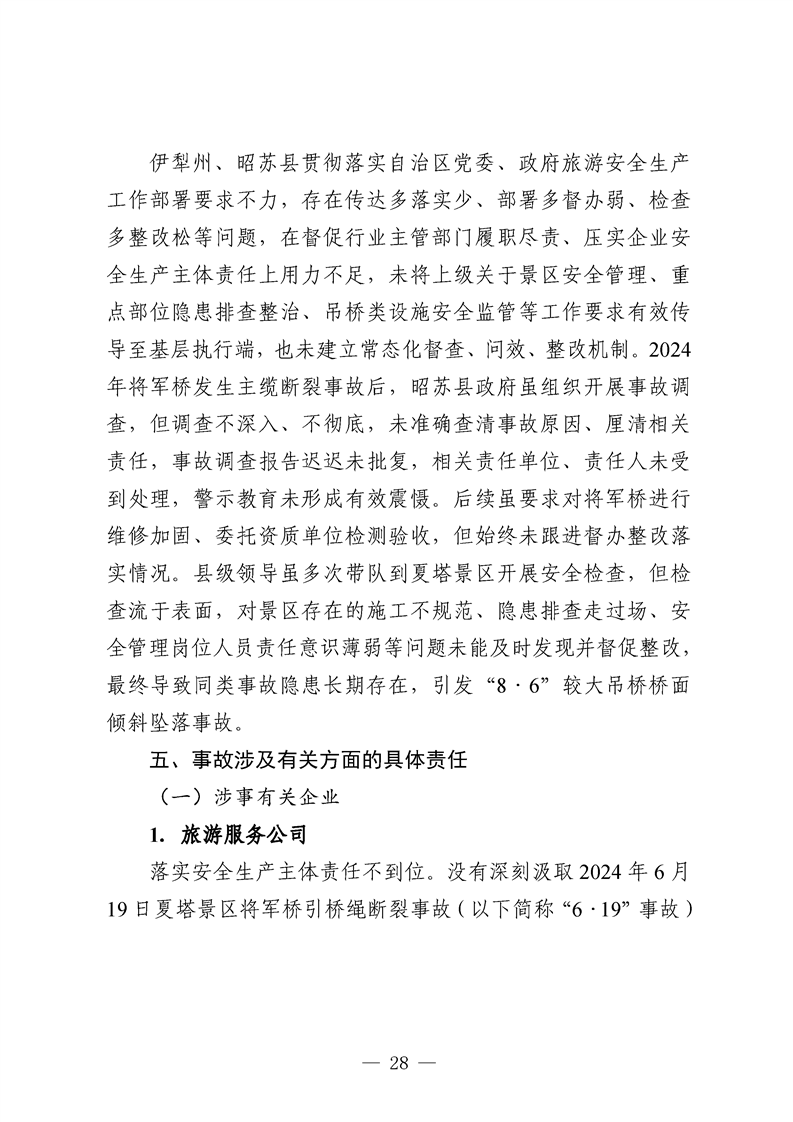 伊犁州、昭苏县贯彻落实自治区党委、政府旅游安全生产
工作部署要求不力，存在传达多落实少、部署多督办弱、检查
多整改松等问题，在督促行业主管部门履职尽责、压实企业安
全生产主体责任上用力不足，未将上级关于景区安全管理、重
点部位隐患排查整治、吊桥类设施安全监管等工作要求有效传
导至基层执行端，也未建立常态化督查、问效、整改机制。2024
年将军桥发生主缆断裂事故后，昭苏县政府虽组织开展事故调
查，但调查不深入、不彻底，未准确查清事故原因、厘清相关
责任，事故调查报告迟迟未批复，相关责任单位、责任人未受
到处理，警示教育未形成有效震慑。后续虽要求对将军桥进行
维修加固、委托资质单位检测验收，但始终未跟进督办整改落
实情况。县级领导虽多次带队到夏塔景区开展安全检查，但检
查流于表面，对景区存在的施工不规范、隐患排查走过场、安
全管理岗位人员责任意识薄弱等问题未能及时发现并督促整改，
最终导致同类事故隐患长期存在，引发“8·6”较大吊桥桥面
倾斜坠落事故。
五、事故涉及有关方面的具体责任
（一）涉事有关企业
1. 旅游服务公司
落实安全生产主体责任不到位。没有深刻汲取 2024 年 6 月
19 日夏塔景区将军桥引桥绳断裂事故（以下简称“6·19”事故）
— 28 —